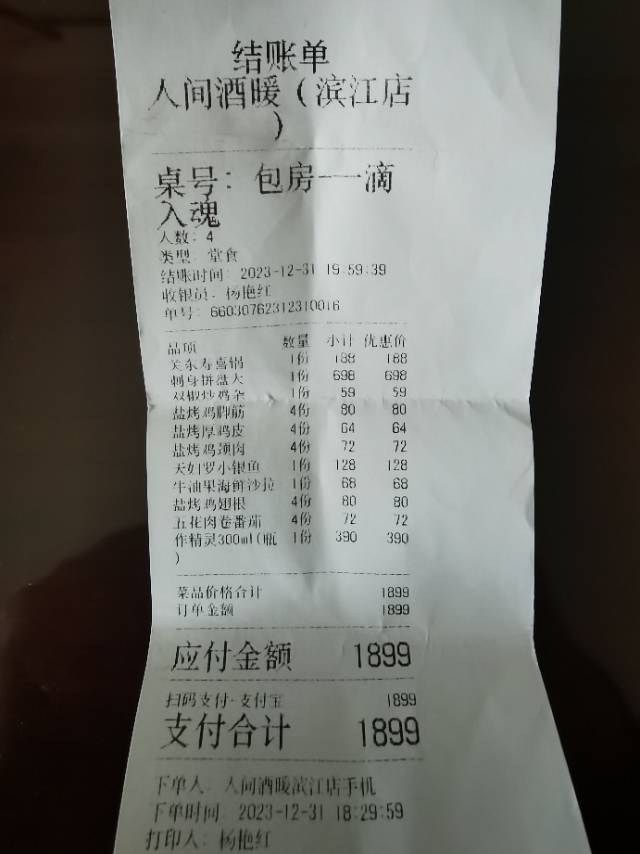 结账单
人间酒暖(滨江店
)
桌号: 包房-一滴
入魂
人数: 4
类型: 堂食
结账时间: 2023-12-31 19:59:39
收银员: 杨艳红
单号: 66030762312310016
品项 数量 小计 优惠价
关东寿喜锅 1份 188 188
刺身拼盘大 1份 698 698
双椒炒鸡杂 1份 59 59
盐烤鸡脚筋 4份 80 80
盐烤厚鸡皮 4份 64 64
盐烤鸡颈肉 4份 72 72
天妇罗小银鱼 1份 128 128
牛油果海鲜沙拉 1份 68 68
盐烤鸡翅根 4份 80 80
五花肉卷番茄 4份 72 72
作精灵300ml(瓶 1份 390 390
)
菜品价格合计 1899
订单金额 1899
应付金额 1899
扫码支付-支付宝 1899
支付合计 1899
下单人: 人间酒暖滨江店手机
下单时间: 2023-12-31 18:29:59
打印人: 杨艳红